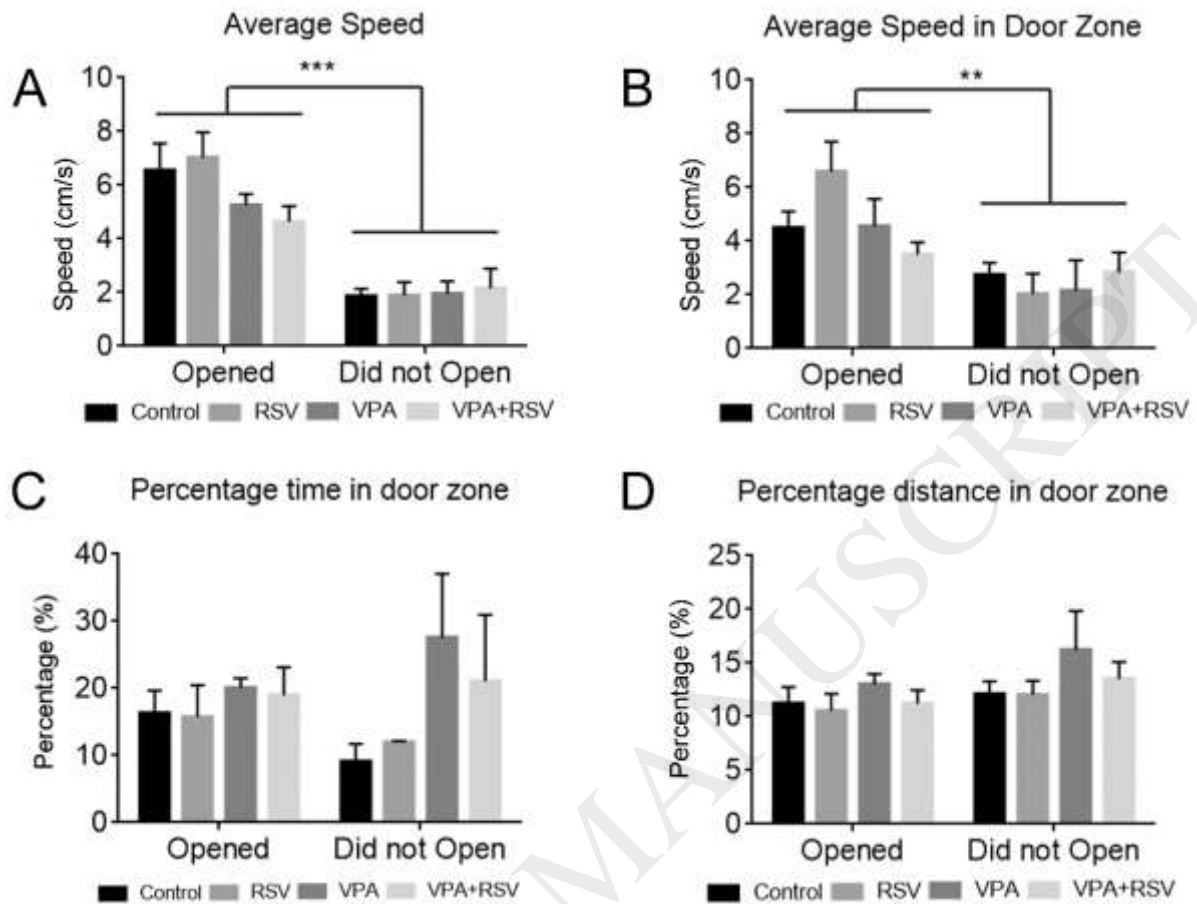 Average Speed
A
***
10
8
6
4
2
0
Speed (cm/s)
Opened
Did not Open
Control RSV VPA VPA+RSV
Average Speed in Door Zone
B
**
10
8
6
4
2
0
Speed (cm/s)
Opened
Did not Open
Control RSV VPA VPA+RSV
C
Percentage time in door zone
40
30
20
10
0
Percentage (%)
Opened
Did not Open
Control RSV VPA VPA+RSV
D
Percentage distance in door zone
25
20
15
10
5
0
Percentage (%)
Opened
Did not Open
Control RSV VPA VPA+RSV
MANUSCRIPT